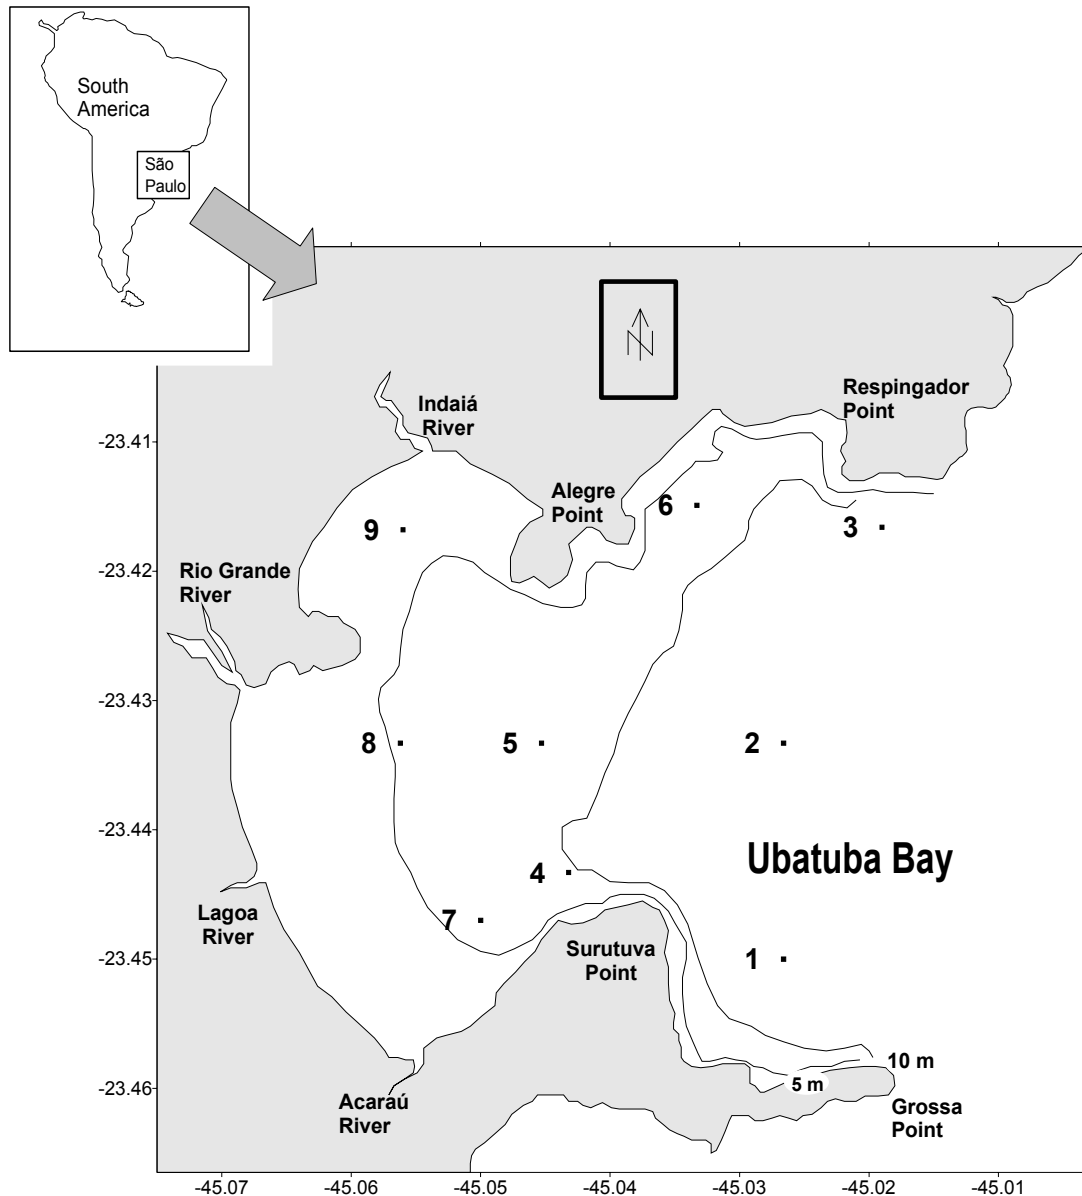 South
America
São
Paulo
N
Respingador
Point
Indaiá
River
-23.41
Alegre
Point
6
3
9
-23.42
Rio Grande
River
-23.43
8
5
2
-23.44
Ubatuba Bay
4
7
Lagoa
River
Surutuva
Point
-23.45
1
10 m
5 m
-23.46
Acaraú
River
Grossa
Point
-45.07
-45.06
-45.05
-45.04
-45.03
-45.02
-45.01